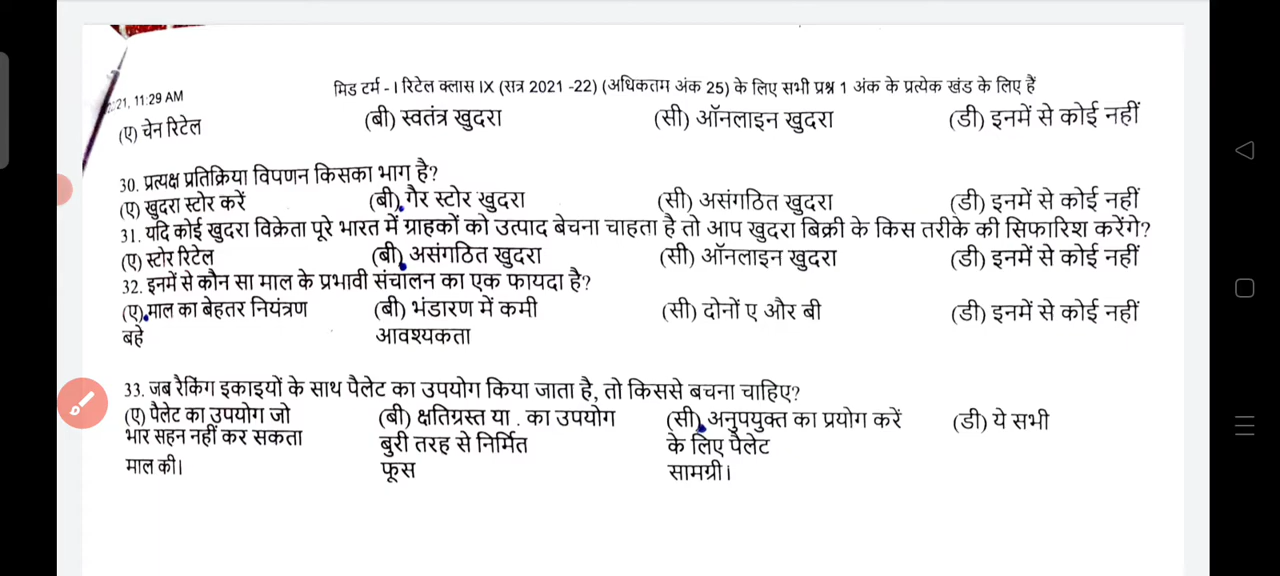 मिड टर्म - I रिटेल क्लास IX (सत्र 2021 -22) (अधिकतम अंक 25) के लिए सभी प्रश्न 1 अंक के प्रत्येक खंड के लिए हैं
21, 11:29 AM
(ए) चेन रिटेल (बी) स्वतंत्र खुदरा (सी) ऑनलाइन खुदरा (डी) इनमें से कोई नहीं
30. प्रत्यक्ष प्रतिक्रिया विपणन किसका भाग है?
(ए) खुदरा स्टोर करें (बी) गैर स्टोर खुदरा (सी) असंगठित खुदरा (डी) इनमें से कोई नहीं
31. यदि कोई खुदरा विक्रेता पूरे भारत में ग्राहकों को उत्पाद बेचना चाहता है तो आप खुदरा बिक्री के किस तरीके की सिफारिश करेंगे?
(ए) स्टोर रिटेल (बी) असंगठित खुदरा (सी) ऑनलाइन खुदरा (डी) इनमें से कोई नहीं
32. इनमें से कौन सा माल के प्रभावी संचालन का एक फायदा है?
(ए) माल का बेहतर नियंत्रण (बी) भंडारण में कमी (सी) दोनों ए और बी (डी) इनमें से कोई नहीं
बहे आवश्यकता
33. जब रैकिंग इकाइयों के साथ पैलेट का उपयोग किया जाता है, तो किससे बचना चाहिए?
(ए) पैलेट का उपयोग जो (बी) क्षतिग्रस्त या . का उपयोग (सी) अनुपयुक्त का प्रयोग करें (डी) ये सभी
भार सहन नहीं कर सकता बुरी तरह से निर्मित के लिए पैलेट
माल की। फूस सामग्री।